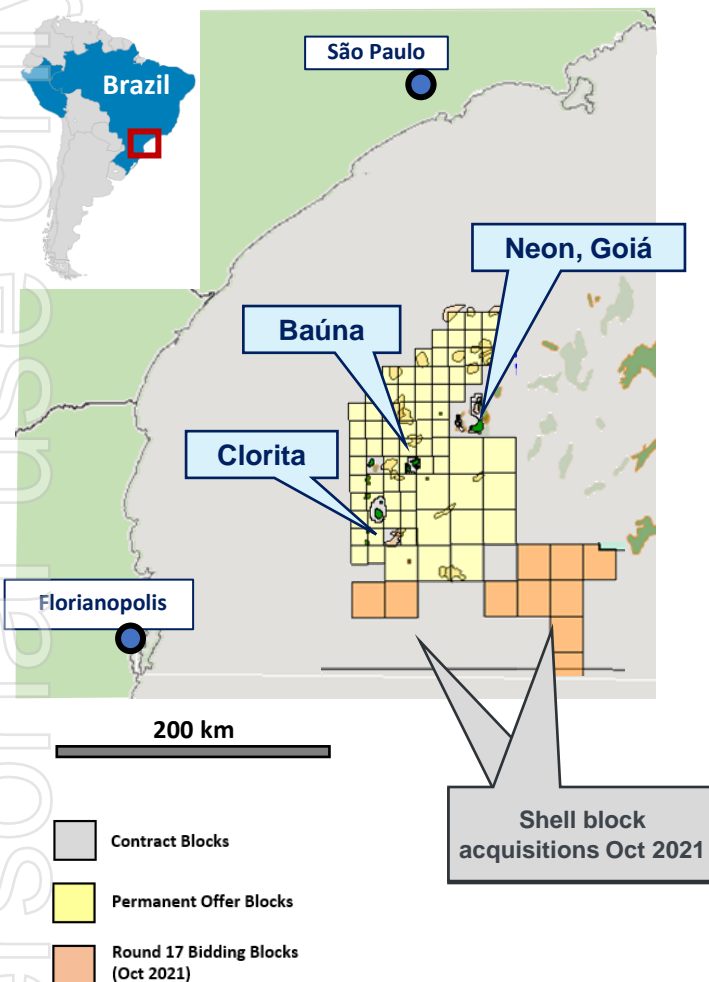 Brazil
São Paulo
Neon, Goiá
Baúna
Clorita
Florianopolis
200 km
Shell block
acquisitions Oct 2021
Contract Blocks
Permanent Offer Blocks
Round 17 Bidding Blocks
(Oct 2021)